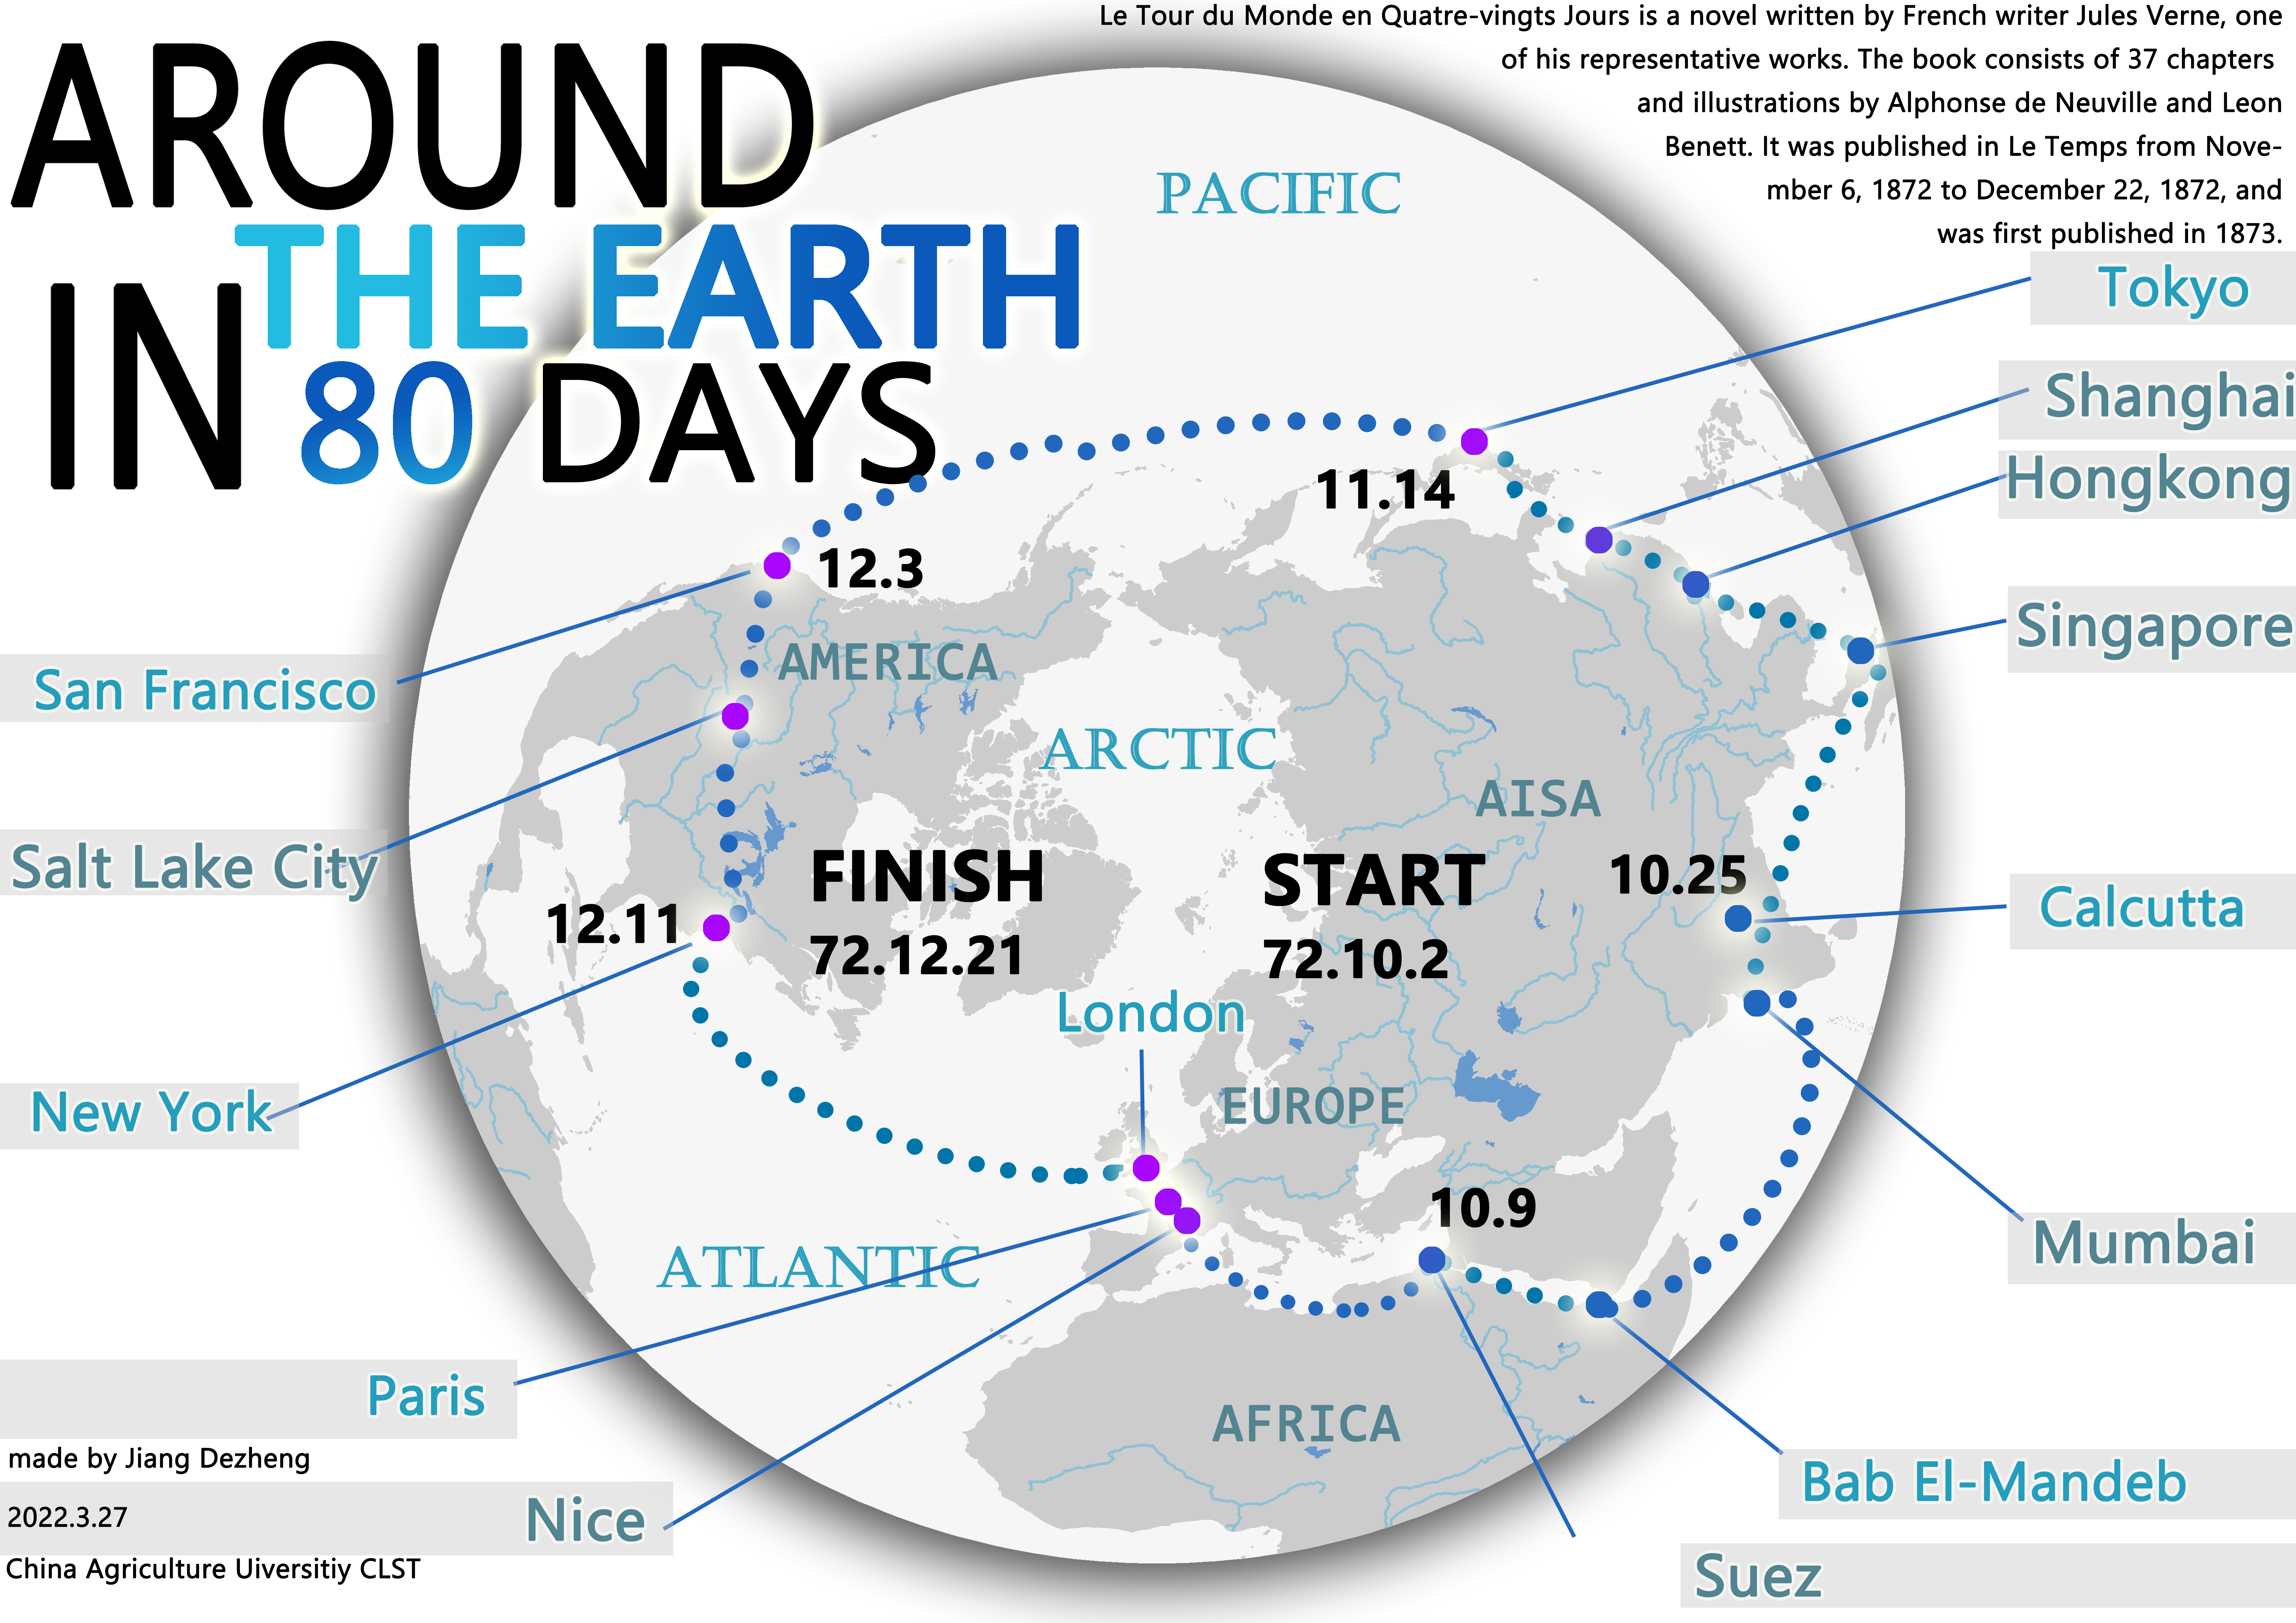 Le Tour du Monde en Quatre-vingts Jours is a novel written by French writer Jules Verne, one
of his representative works. The book consists of 37 chapters
and illustrations by Alphonse de Neuville and Leon
Benett. It was published in Le Temps from Nove-
mber 6, 1872 to December 22, 1872, and
was first published in 1873.
AROUND
THE EARTH
IN 80 DAYS
PACIFIC
Tokyo
Shanghai
Hongkong
11.14
12.3
Singapore
AMERICA
San Francisco
ARCTIC
AISA
Salt Lake City
FINISH
72.12.21
START
72.10.2
10.25
Calcutta
12.11
London
New York
EUROPE
10.9
Mumbai
ATLANTIC
Paris
AFRICA
made by Jiang Dezheng
Bab El-Mandeb
2022.3.27
Nice
China Agriculture Uiversitiy CLST
Suez